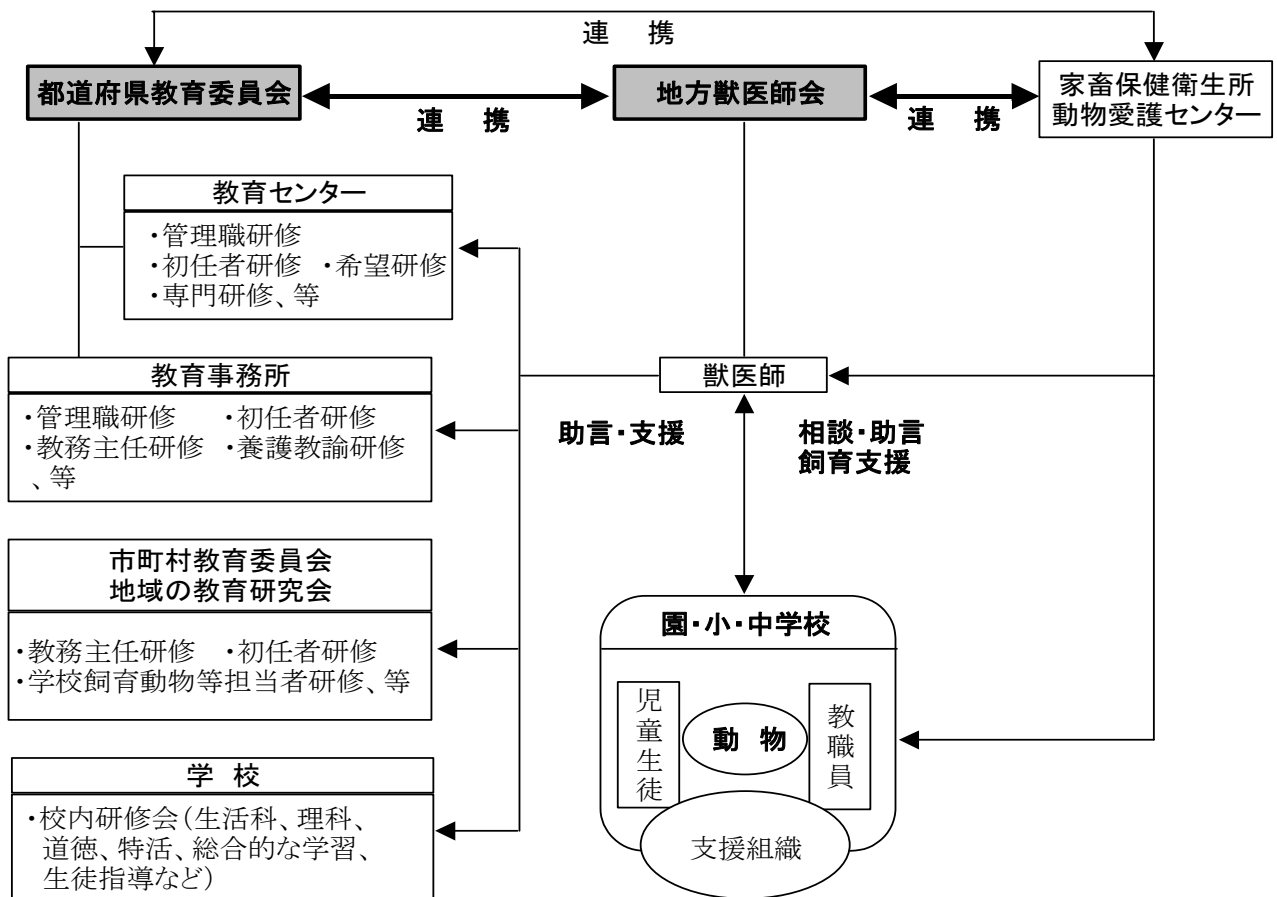 連　携
都道府県教育委員会
地方獣医師会
家畜保健衛生所
動物愛護センター
連　携
連　携
教育センター
・管理職研修
・初任者研修　・希望研修
・専門研修、等
教育事務所
・管理職研修　・初任者研修
・教務主任研修　・養護教諭研修
、等
獣医師
助言・支援
相談・助言
飼育支援
市町村教育委員会
地域の教育研究会
・教務主任研修　・初任者研修
・学校飼育動物等担当者研修、等
園・小・中学校
児童生徒
動　物
教職員
支援組織
学　校
・校内研修会（生活科、理科、
道徳、特活、総合的な学習、
生徒指導など）